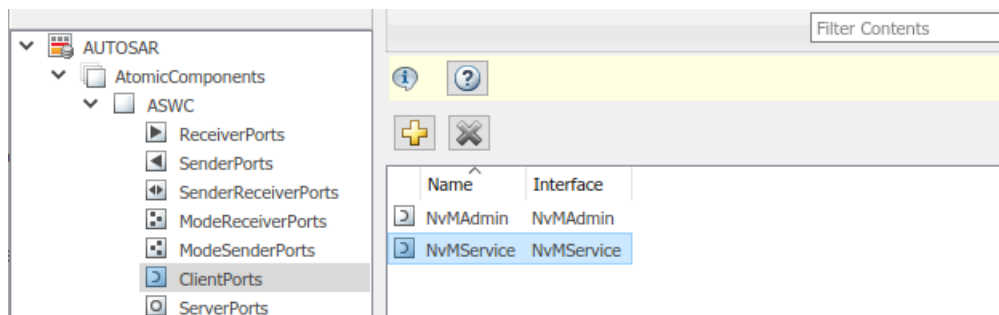 Filter Contents
AUTOSAR
AtomicComponents
ASWC
ReceiverPorts
SenderPorts
SenderReceiverPorts
ModeReceiverPorts
ModeSenderPorts
ClientPorts
ServerPorts
Name Interface
NvMAdmin NvMAdmin
NvMService NvMService